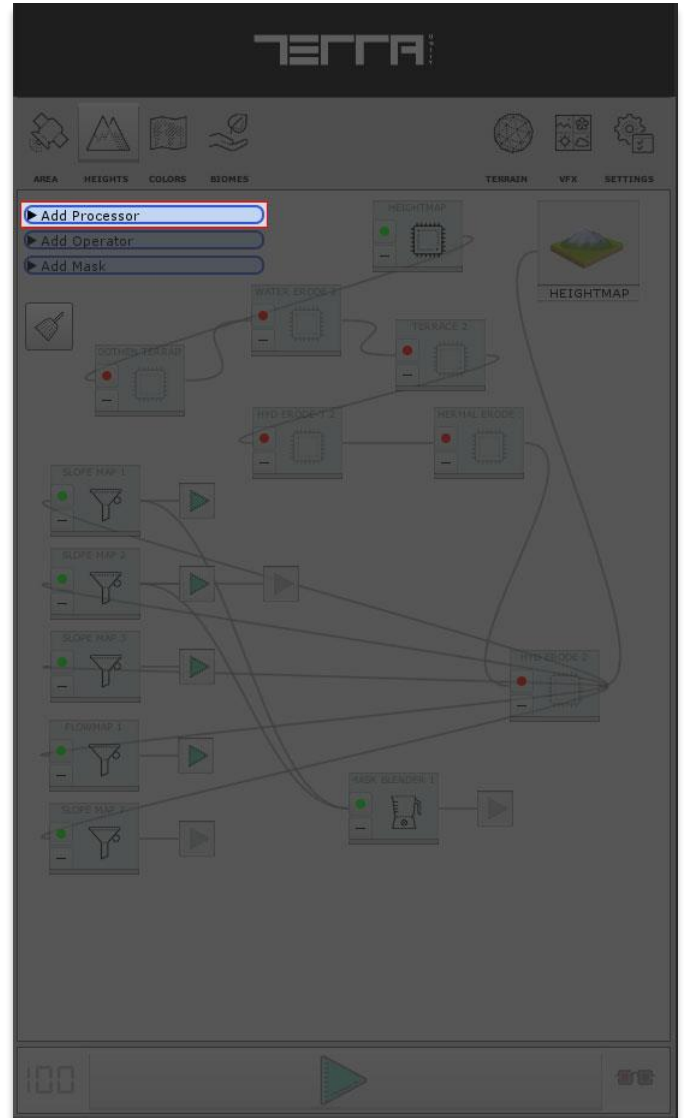 TERRA UNITY
AREA HEIGHTS COLORS BIOMES TERRAIN VFX SETTINGS
Add Processor
Add Operator
Add Mask
HEIGHTMAP
HEIGHTMAP
WATER ERODE 2
TERRACE 2
HYD ERODE-T 2
HERMAL ERODE
SLOPE MAP 1
SLOPE MAP 2
SLOPE MAP 3
HYD ERODE 2
FLOWMAP 1
MASK BLENDER 1
SLOPE MAP
100